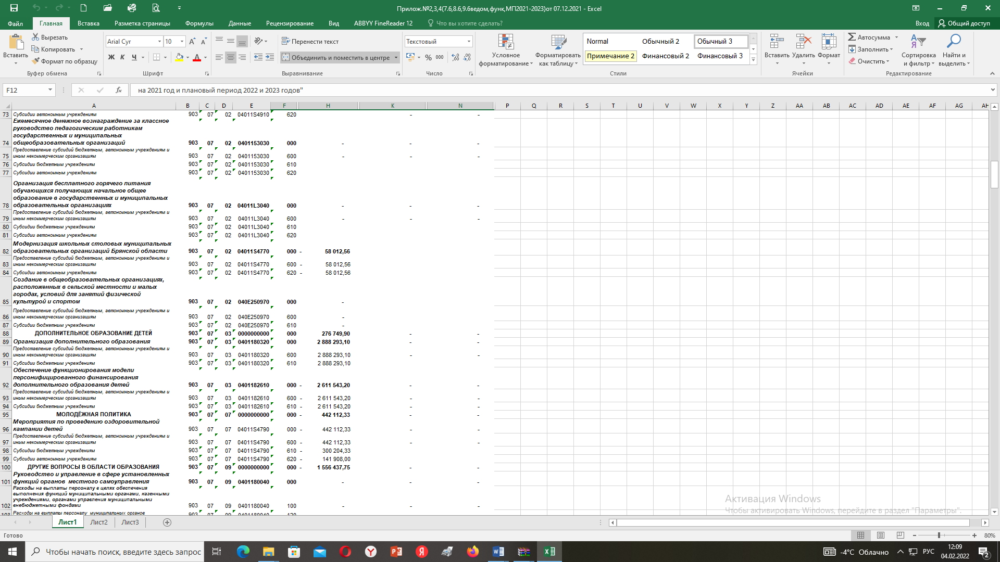 Прилож.№2,3,4(7.6,8.6,9.6ведом,функ,МП2021-2023)от 07.12.2021 - Excel
Файл Главная Вставка Разметка страницы Формулы Данные Рецензирование Вид ABBYY FineReader 12 Что вы хотите сделать? Вход Общий доступ
Вставить
Вырезать
Копировать
Формат по образцу
Буфер обмена
Arial Cyr 10
Ж К Ч
Шрифт
Перенести текст
Объединить и поместить в центре
Выравнивание
Текстовый
% 000
Число
Условное форматирование
Форматировать как таблицу
Normal Обычный 2 Обычный 3
Примечание 2 Финансовый 2 Финансовый 3
Стили
Вставить Удалить Формат
Ячейки
Автосумма
Заполнить
Очистить
Сортировка и фильтр
Найти и выделить
Редактирование
F12 fx на 2021 год и плановый период 2022 и 2023 годов"
A B C D E F H K N P Q R S T U V W X Y Z AA AB AC AD AE AF AG AH
73 Субсидии автономным учреждениям 903 07 02 04011S4910 620 - -
Ежемесячное денежное вознаграждение за классное
руководство педагогическим работникам
государственных и муниципальных
74 общеобразовательных организаций 903 07 02 0401153030 000 - - -
Предоставление субсидий бюджетным, автономным учреждениям и
75 иным некоммерческим организациям 903 07 02 0401153030 600 - - -
76 Субсидии бюджетным учреждениям 903 07 02 0401153030 610
77 Субсидии автономным учреждениям 903 07 02 0401153030 620
Организация бесплатного горячего питания
обучающихся получающих начальное общее
образование в государственных и муниципальных
78 образовательных организациях 903 07 02 04011L3040 000 - - -
Предоставление субсидий бюджетным, автономным учреждениям и
79 иным некоммерческим организациям 903 07 02 04011L3040 600 - - -
80 Субсидии бюджетным учреждениям 903 07 02 04011L3040 610
81 Субсидии автономным учреждениям 903 07 02 04011L3040 620
Модернизация школьных столовых муниципальных
82 образовательных организаций Брянской области 903 07 02 04011S4770 000 - 58 012,56
Предоставление субсидий бюджетным, автономным учреждениям и
83 иным некоммерческим организациям 903 07 02 04011S4770 600 - 58 012,56
84 Субсидии автономным учреждениям 903 07 02 04011S4770 620 - 58 012,56
Создание в общеобразовательных организациях,
расположенных в сельской местности и малых
городах, условий для занятий физической
85 культурой и спортом 903 07 02 040E250970 000 -
Предоставление субсидий бюджетным, автономным учреждениям и
86 иным некоммерческим организациям 903 07 02 040E250970 600 -
87 Субсидии бюджетным учреждениям 903 07 02 040E250970 610 -
88 ДОПОЛНИТЕЛЬНОЕ ОБРАЗОВАНИЕ ДЕТЕЙ 903 07 03 0000000000 000 276 749,90 - -
89 Организация дополнительного образования 903 07 03 0401180320 000 2 888 293,10 - -
Предоставление субсидий бюджетным, автономным учреждениям и
90 иным некоммерческим организациям 903 07 03 0401180320 600 2 888 293,10 - -
91 Субсидии бюджетным учреждениям 903 07 03 0401180320 610 2 888 293,10
Обеспечение функционирования модели
персонифицированного финансирования
92 дополнительного образования детей 903 07 03 0401182610 000 - 2 611 543,20 - -
Предоставление субсидий бюджетным, автономным учреждениям и
93 иным некоммерческим организациям 903 07 03 0401182610 600 - 2 611 543,20 - -
94 Субсидии бюджетным учреждениям 903 07 03 0401182610 610 - 2 611 543,20 - -
95 МОЛОДЁЖНАЯ ПОЛИТИКА 903 07 07 0000000000 000 - 442 112,33 - -
Мероприятия по проведению оздоровительной
96 кампании детей 903 07 07 04011S4790 000 - 442 112,33 - -
Предоставление субсидий бюджетным, автономным учреждениям и
97 иным некоммерческим организациям 903 07 07 04011S4790 600 - 442 112,33 - -
98 Субсидии бюджетным учреждениям 903 07 07 04011S4790 610 - 300 204,33
99 Субсидии автономным учреждениям 903 07 07 04011S4790 620 - 141 908,00
100 ДРУГИЕ ВОПРОСЫ В ОБЛАСТИ ОБРАЗОВАНИЯ 903 07 09 0000000000 000 - 1 556 437,75 - -
Руководство и управление в сфере установленных
101 функций органов местного самоуправления 903 07 09 0401180040 000 - - -
Расходы на выплаты персоналу в целях обеспечения
выполнения функций муниципальными органами, казенными
учреждениями, органами управления муниципальными
102 внебюджетными фондами 903 07 09 0401180040 100 - - -
103 Расходы на выплаты персоналу муниципальных органов 903 07 09 0401180040 120
Активация Windows
Чтобы активировать Windows, перейдите в раздел "Параметры".
Лист1 Лист2 Лист3
Готово 80%
Чтобы начать поиск, введите здесь запрос
-4°C Облачно РУС 12:09
04.02.2022 2